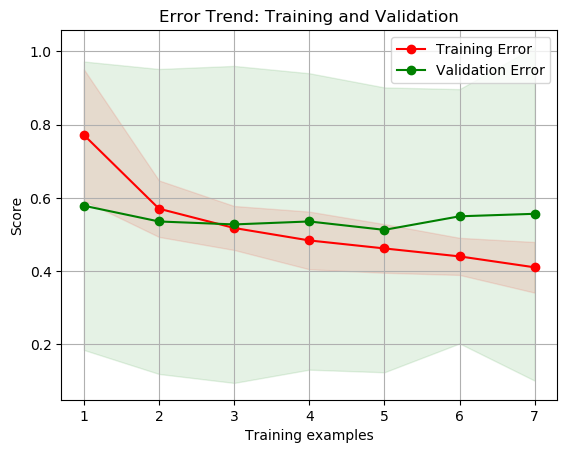 Error Trend: Training and Validation
Training Error
Validation Error
Score
1.0
0.8
0.6
0.4
0.2
1 2 3 4 5 6 7
Training examples